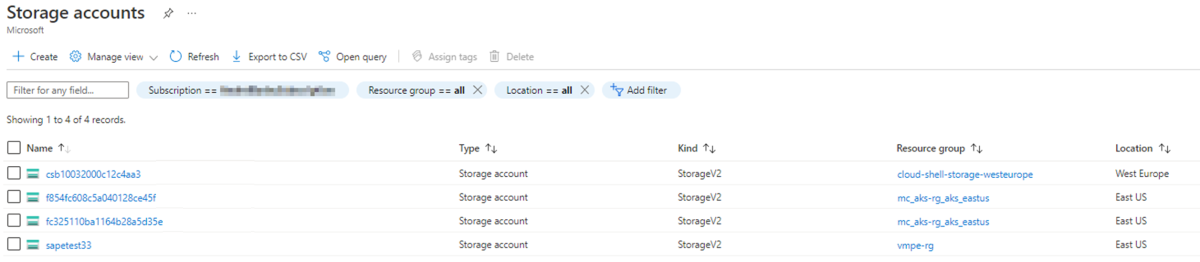 Storage accounts ...
Microsoft
Create Manage view Refresh Export to CSV Open query Assign tags Delete
Filter for any field... Subscription == Resource group == all Location == all Add filter
Showing 1 to 4 of 4 records.
Name Type Kind Resource group Location
csb10032000c12c4aa3 Storage account StorageV2 cloud-shell-storage-westeurope West Europe
f854fc608c5a040128ce45f Storage account StorageV2 mc_aks-rg_aks_eastus East US
fc325110ba1164b28a5d35e Storage account StorageV2 mc_aks-rg_aks_eastus East US
sapetest33 Storage account StorageV2 vmpe-rg East US